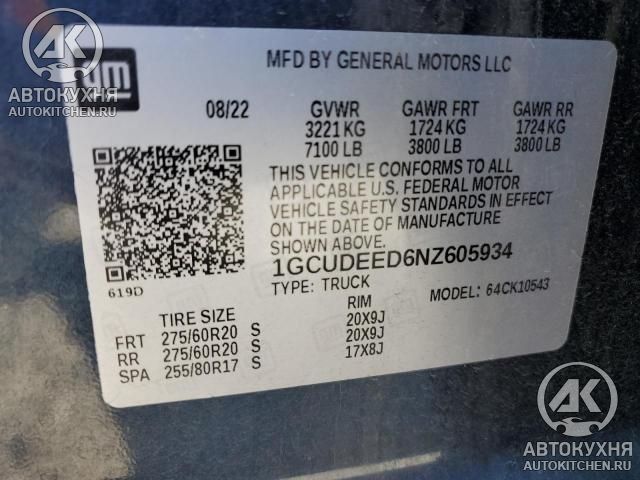 AK
АВТОКУХНЯ
AUTOKITCHEN.RU
GM
MFD BY GENERAL MOTORS LLC
08/22 GVWR GAWR FRT GAWR RR
3221 KG 1724 KG 1724 KG
7100 LB 3800 LB 3800 LB
THIS VEHICLE CONFORMS TO ALL
APPLICABLE U.S. FEDERAL MOTOR
VEHICLE SAFETY STANDARDS IN EFFECT
ON THE DATE OF MANUFACTURE
SHOWN ABOVE.
1GCUDEED6NZ605934
619D
TYPE: TRUCK MODEL: 64CK10543
TIRE SIZE RIM
FRT 275/60R20 S 20X9J
RR 275/60R20 S 20X9J
SPA 255/80R17 S 17X8J
AK
АВТОКУХНЯ
AUTOKITCHEN.RU